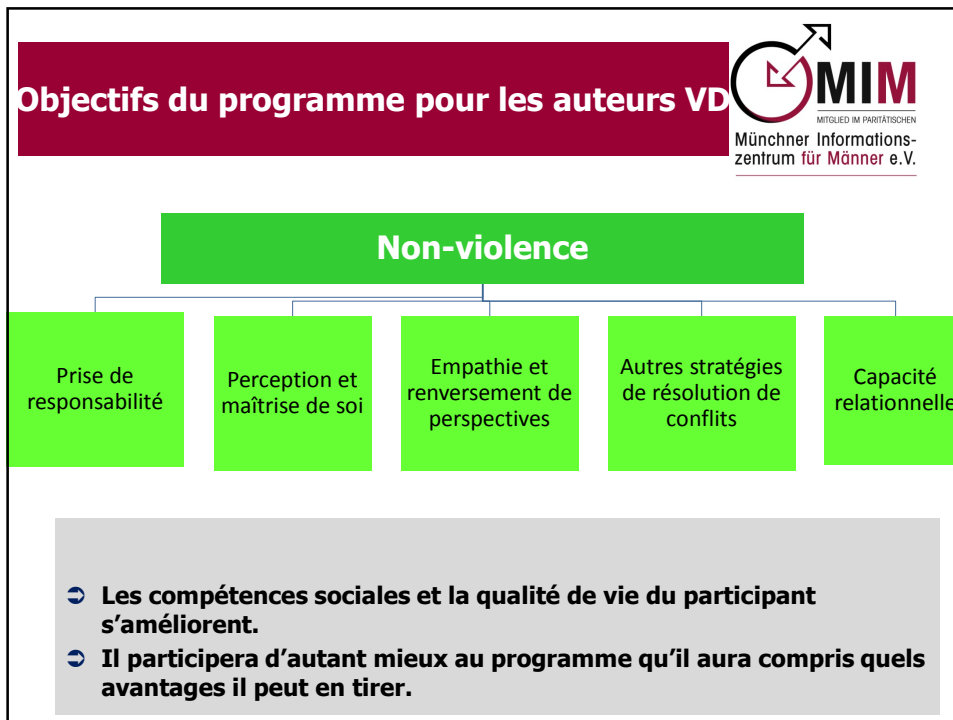 Objectifs du programme pour les auteurs VD
MIM
MITGLIED IM PARITÄTISCHEN
Münchner Informations-
zentrum für Männer e.V.
Non-violence
Prise de
responsabilité
Perception et
maîtrise de soi
Empathie et
renversement de
perspectives
Autres stratégies
de résolution de
conflits
Capacité
relationnelle
Les compétences sociales et la qualité de vie du participant
s’améliorent.
Il participera d’autant mieux au programme qu’il aura compris quels
avantages il peut en tirer.